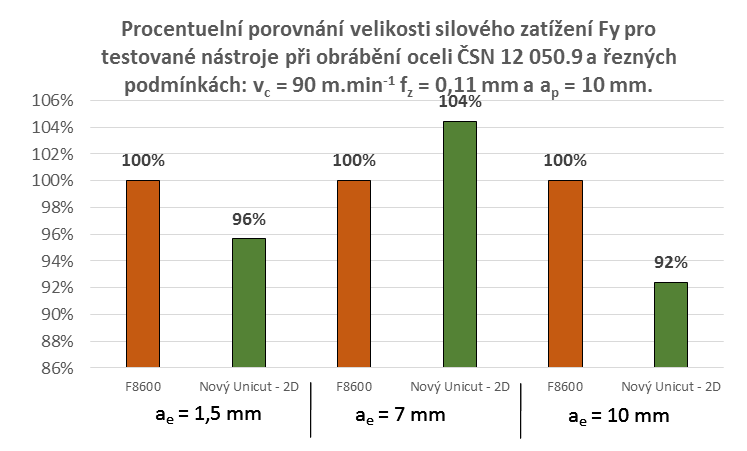 Procentuelní porovnání velikosti silového zatížení Fy pro
testované nástroje při obrábění oceli ČSN 12 050.9 a řezných
podmínkách: vc = 90 m.min-1 fz = 0,11 mm a ap = 10 mm.
106%
104%
102%
100%
98%
96%
94%
92%
90%
88%
86%
100%
96%
100%
104%
100%
92%
F8600
Nový Unicut - 2D
F8600
Nový Unicut - 2D
F8600
Nový Unicut - 2D
ae = 1,5 mm
ae = 7 mm
ae = 10 mm